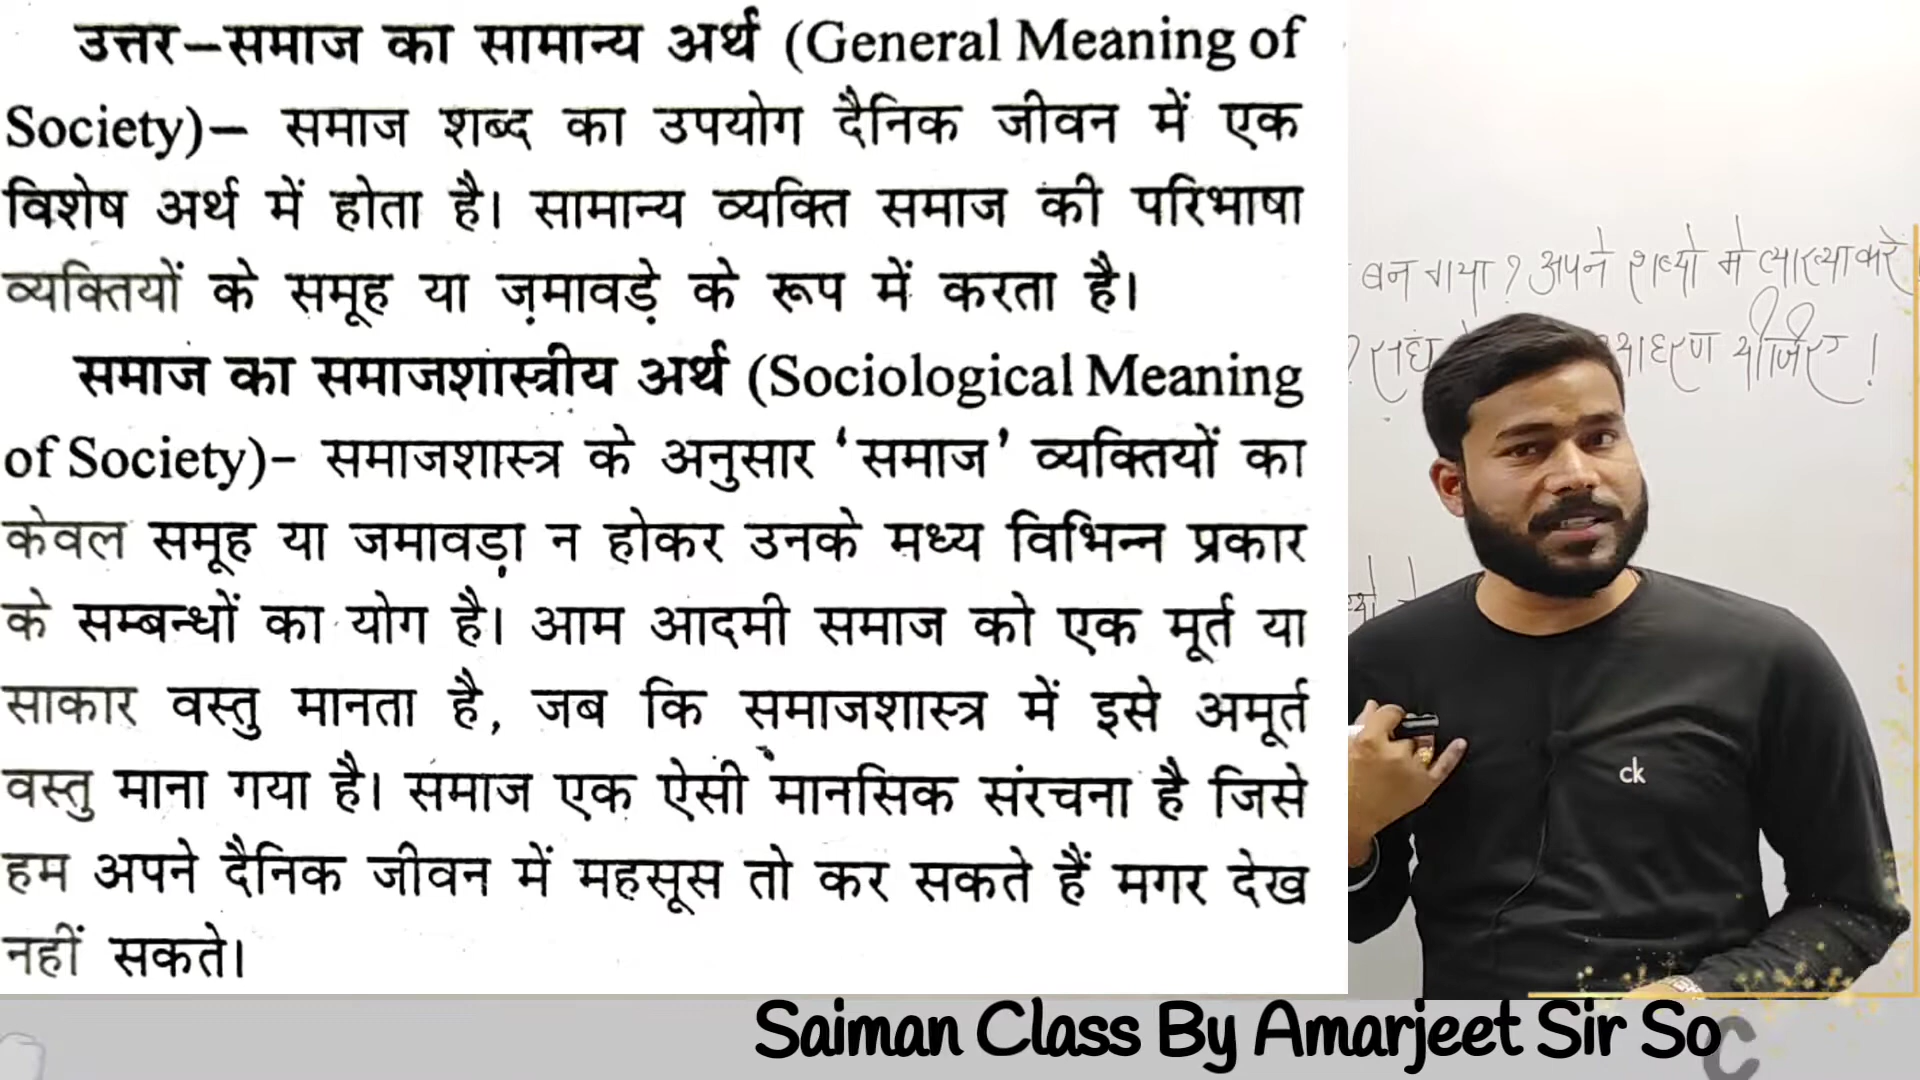 उत्तर–समाज का सामान्य अर्थ (General Meaning of
Society)– समाज शब्द का उपयोग दैनिक जीवन में एक
विशेष अर्थ में होता है। सामान्य व्यक्ति समाज की परिभाषा
व्यक्तियों के समूह या ज़मावड़े के रूप में करता है।
समाज का समाजशास्त्रीय अर्थ (Sociological Meaning
of Society)- समाजशास्त्र के अनुसार ‘समाज’ व्यक्तियों का
केवल समूह या जमावड़ा न होकर उनके मध्य विभिन्न प्रकार
के सम्बन्धों का योग है। आम आदमी समाज को एक मूर्त या
साकार वस्तु मानता है, जब कि समाजशास्त्र में इसे अमूर्त
वस्तु माना गया है। समाज एक ऐसी मानसिक संरचना है जिसे
हम अपने दैनिक जीवन में महसूस तो कर सकते हैं मगर देख
नहीं सकते।
बन गया ? अपने शब्दो मे व्याख्या करें
ck
Saiman Class By Amarjeet Sir So